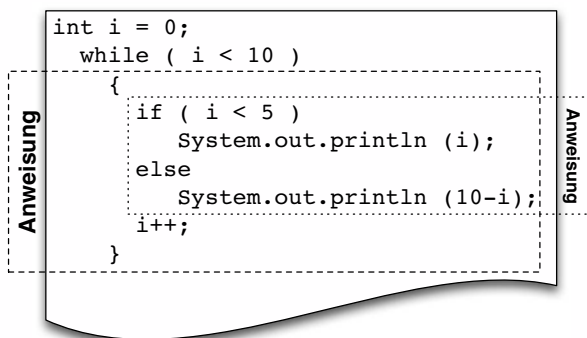 int i = 0;
while ( i < 10 )
{
if ( i < 5 )
System.out.println (i);
else
System.out.println (10-i);
i++;
}
Anweisung
Anweisung